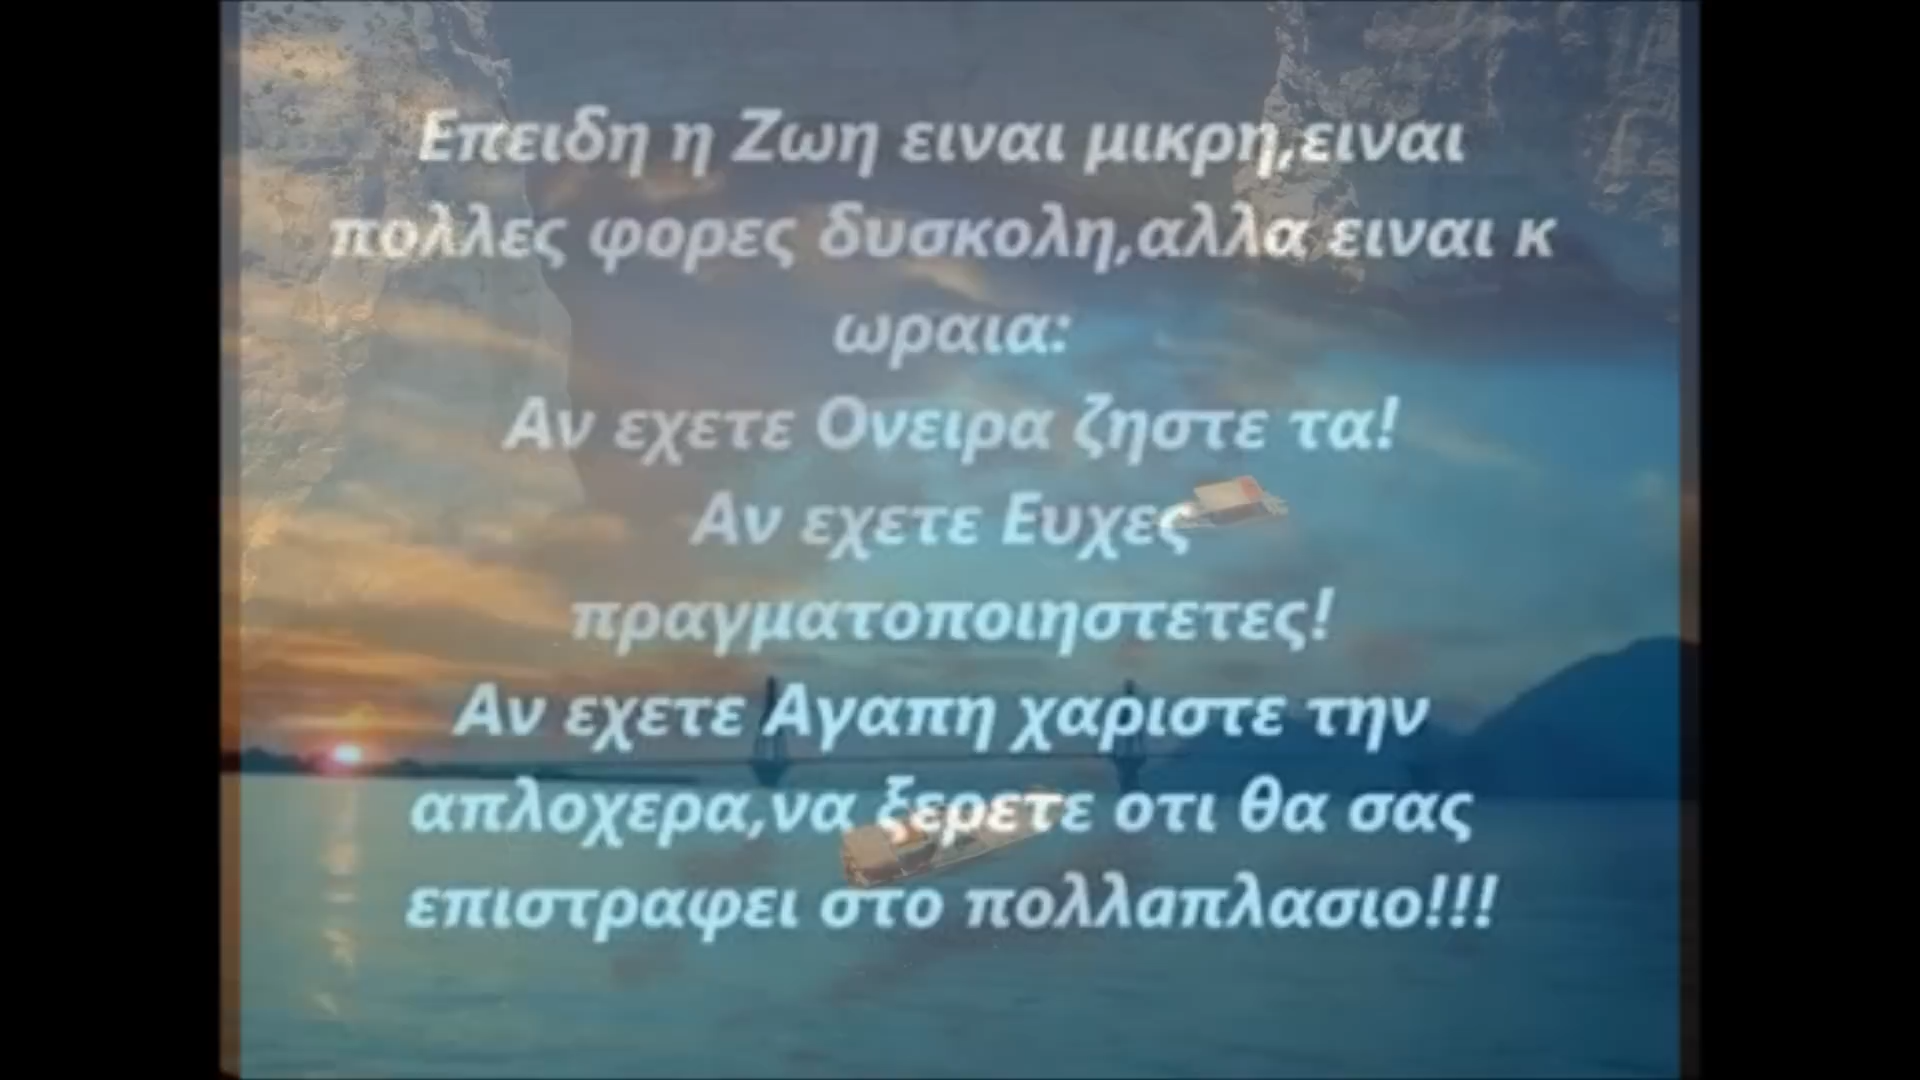 Επειδη η Ζωη ειναι μικρη,ειναι
πολλες φορες δυσκολη,αλλα ειναι κ
ωραια:
Αν εχετε Ονειρα ζηστε τα!
Αν εχετε Ευχες
πραγματοποιηστετες!
Αν εχετε Αγαπη χαριστε την
απλοχερα,να ξερετε οτι θα σας
επιστραφει στο πολλαπλασιο!!!